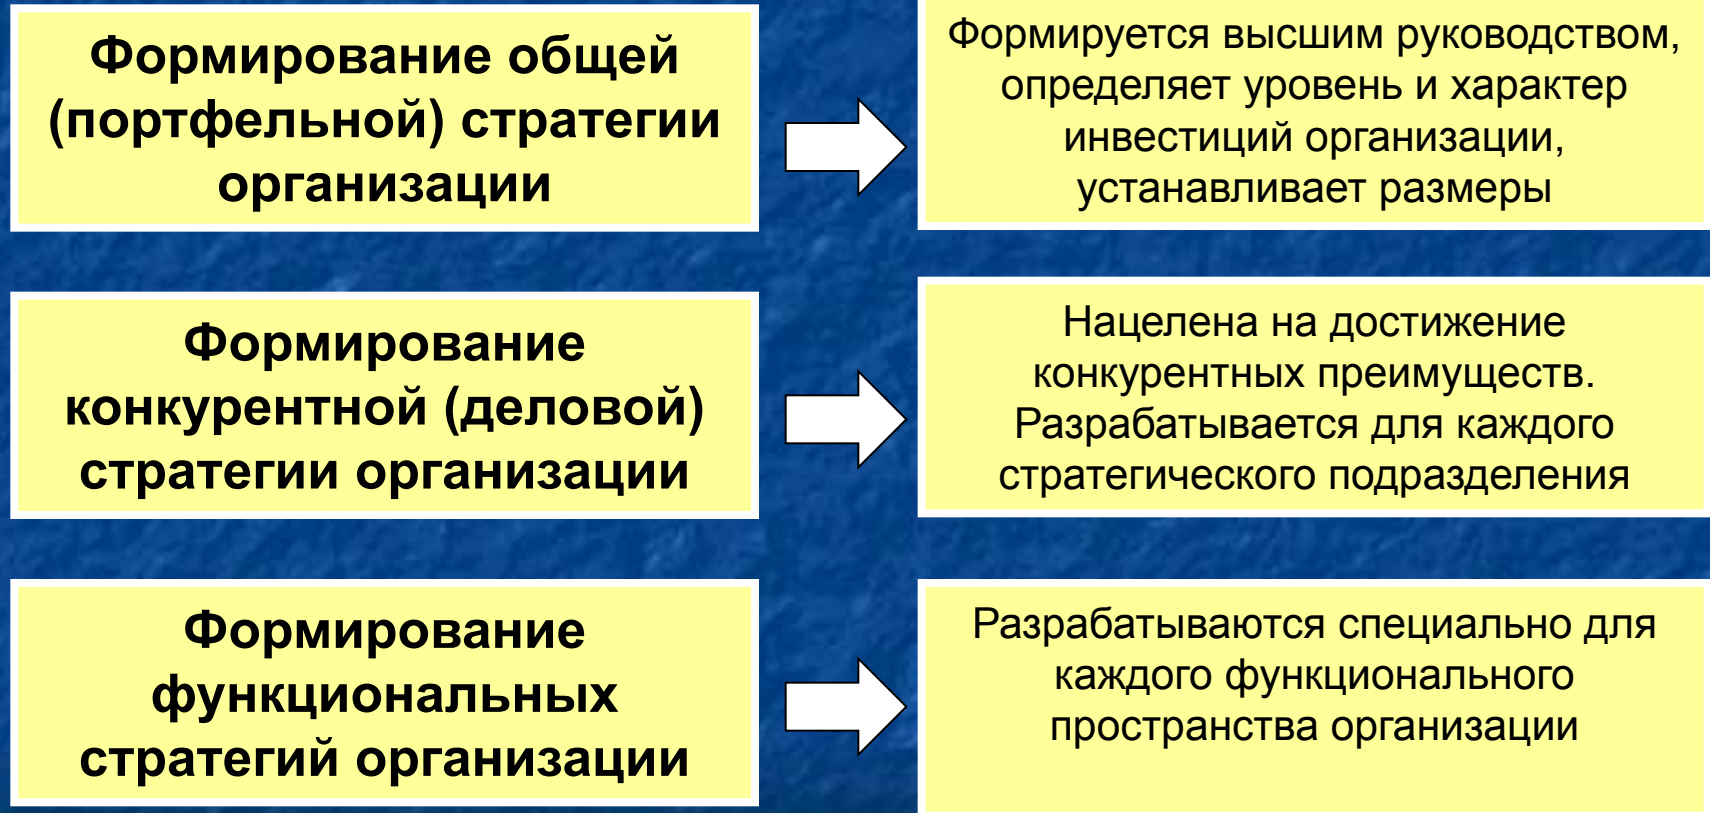 Формирование общей
(портфельной) стратегии
организации
Формируется высшим руководством,
определяет уровень и характер
инвестиций организации,
устанавливает размеры
Формирование
конкурентной (деловой)
стратегии организации
Нацелена на достижение
конкурентных преимуществ.
Разрабатывается для каждого
стратегического подразделения
Формирование
функциональных
стратегий организации
Разрабатываются специально для
каждого функционального
пространства организации